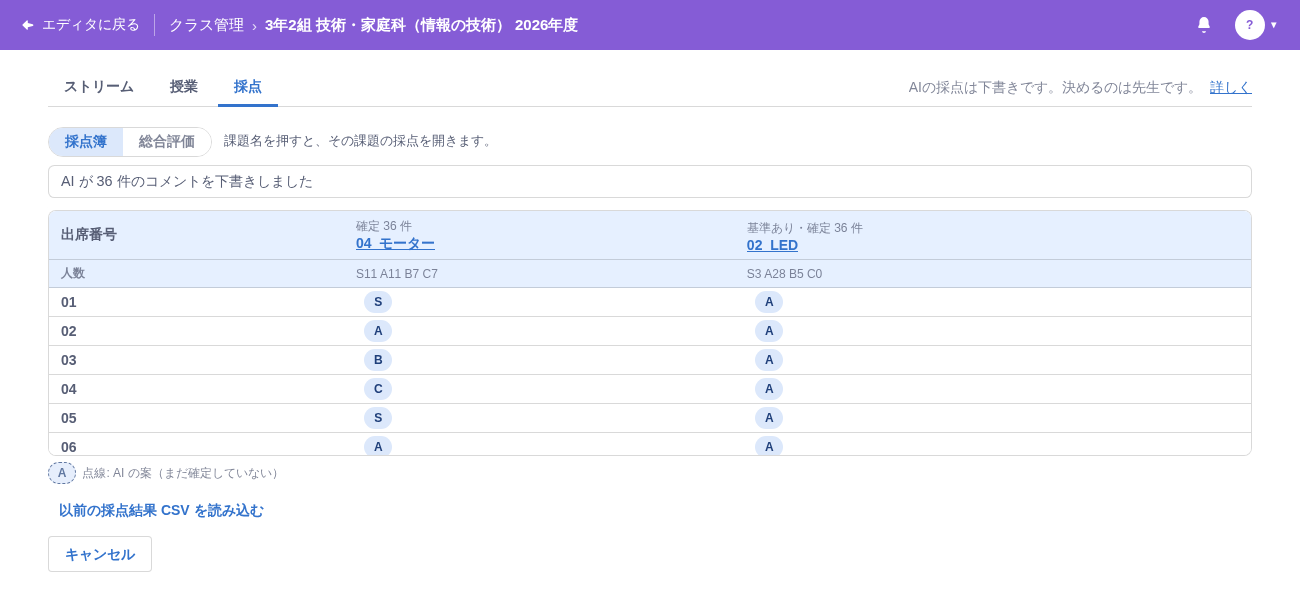 エディタに戻る クラス管理 › 3年2組 技術・家庭科（情報の技術） 2026年度 ? ▾
ストリーム 授業 採点 AIの採点は下書きです。決めるのは先生です。 詳しく
採点簿 総合評価 課題名を押すと、その課題の採点を開きます。
AI が 36 件のコメントを下書きしました
確定 36 件 基準あり・確定 36 件
出席番号 04_モーター 02_LED
人数 S11 A11 B7 C7 S3 A28 B5 C0
01 S A
02 A A
03 B A
04 C A
05 S A
06 A A
A 点線: AI の案（まだ確定していない）
以前の採点結果 CSV を読み込む
キャンセル